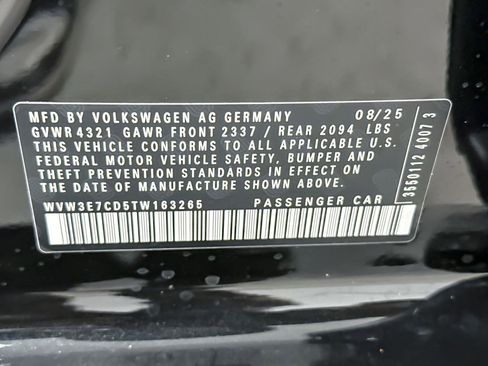 MFD BY VOLKSWAGEN AG GERMANY 08/25
GVWR 4321 GAWR FRONT 2337 / REAR 2094 LBS
THIS VEHICLE CONFORMS TO ALL APPLICABLE U.S.
FEDERAL MOTOR VEHICLE SAFETY, BUMPER AND
THEFT PREVENTION STANDARDS IN EFFECT ON THE
DATE OF MANUFACTURE SHOWN ABOVE.
WVW3E7CD5TW163265 PASSENGER CAR
3550112 4007 3